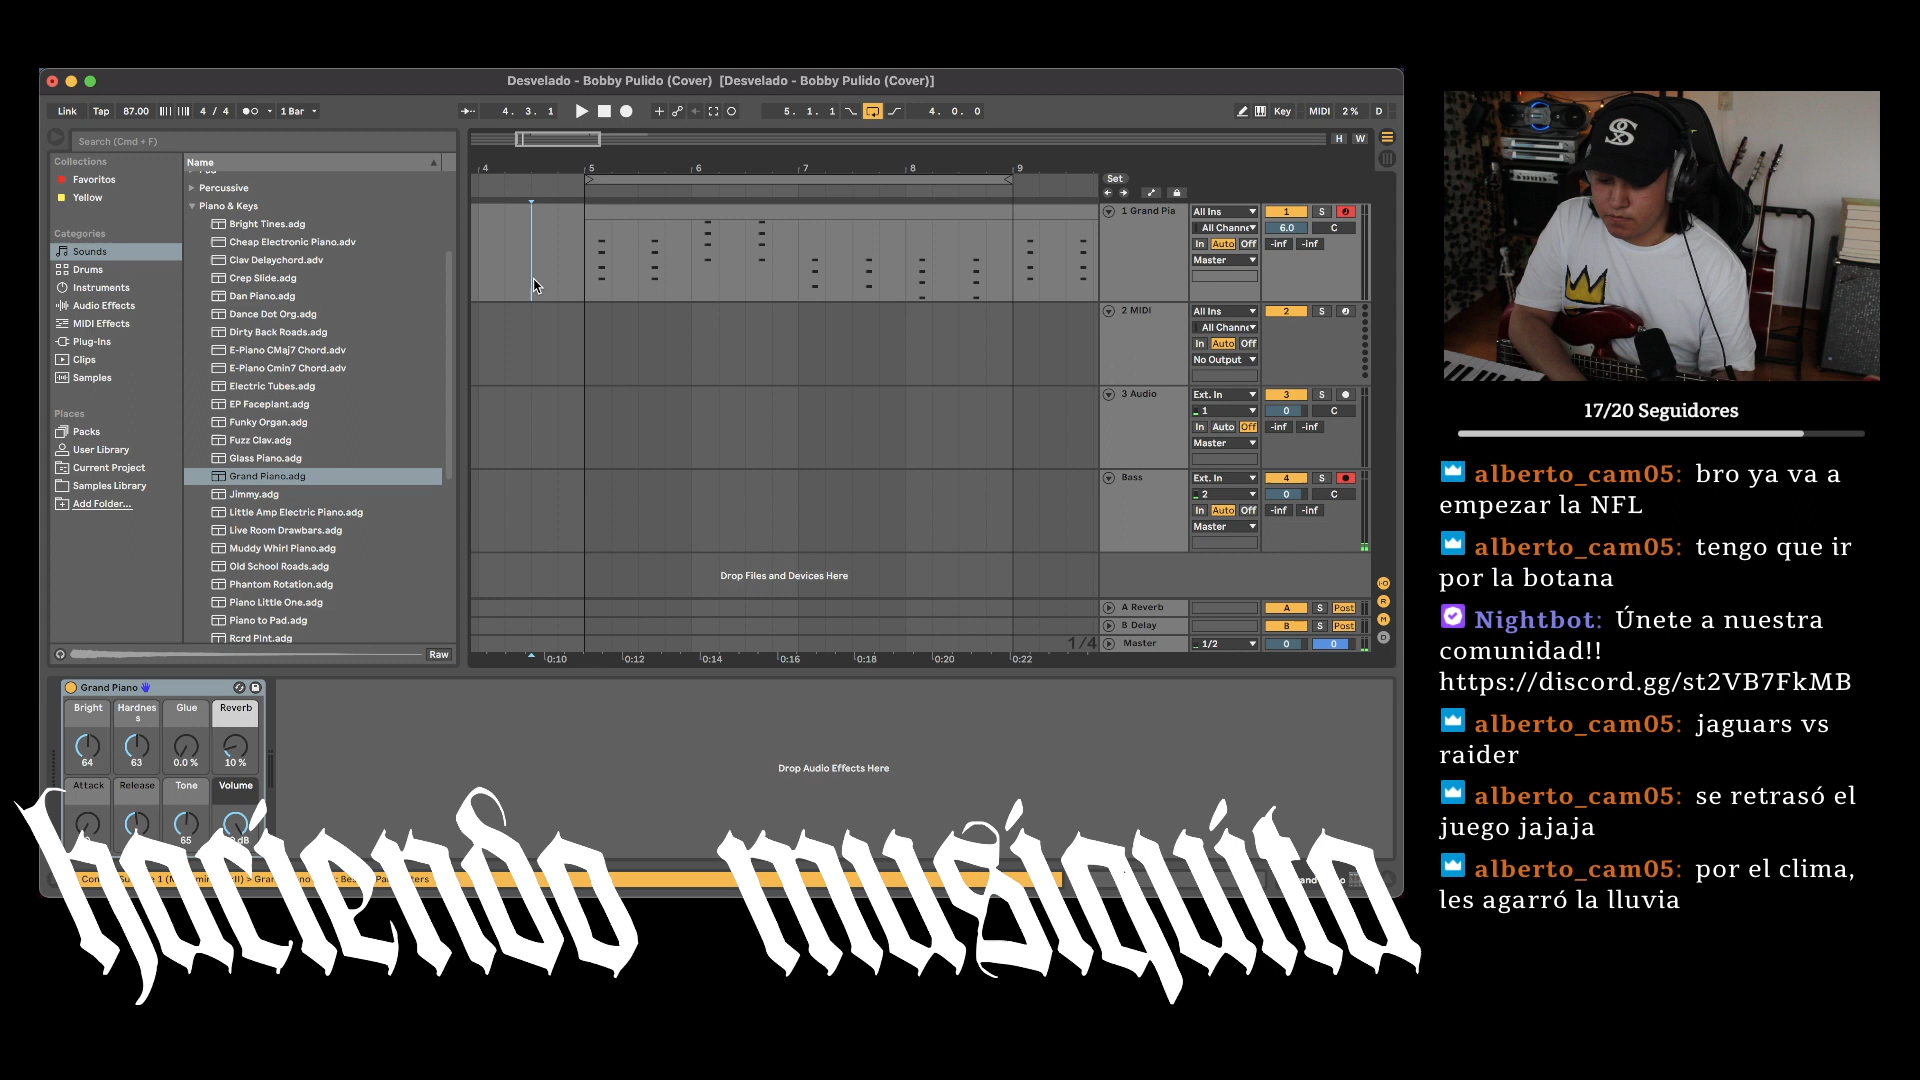 Desvelado - Bobby Pulido (Cover)  [Desvelado - Bobby Pulido (Cover)]
Link Tap 87.00 4 / 4 1 Bar 4. 3. 1 5. 1. 1 4. 0. 0 Key MIDI 2 % D
Search (Cmd + F)
H W
Collections
Favoritos
Yellow
Categories
Sounds
Drums
Instruments
Audio Effects
MIDI Effects
Plug-Ins
Clips
Samples
Places
Packs
User Library
Current Project
Samples Library
Add Folder...
Name
Percussive
Piano & Keys
Bright Tines.adg
Cheap Electronic Piano.adv
Clav Delaychord.adv
Crep Slide.adg
Dan Piano.adg
Dance Dot Org.adg
Dirty Back Roads.adg
E-Piano CMaj7 Chord.adv
E-Piano Cmin7 Chord.adv
Electric Tubes.adg
EP Faceplant.adg
Funky Organ.adg
Fuzz Clav.adg
Glass Piano.adg
Grand Piano.adg
Jimmy.adg
Little Amp Electric Piano.adg
Live Room Drawbars.adg
Muddy Whirl Piano.adg
Old School Roads.adg
Phantom Rotation.adg
Piano Little One.adg
Piano to Pad.adg
Rcrd Plnt.adg
Raw
4 5 6 7 8 9
Set
1 Grand Pia All Ins 1 S
All Channe 6.0 C
In Auto Off -inf -inf
Master
2 MIDI All Ins 2 S
All Channe
In Auto Off
No Output
3 Audio Ext. In 3 S
1 0 C
In Auto Off -inf -inf
Master
Bass Ext. In 4 S
2 0 C
In Auto Off -inf -inf
Master
Drop Files and Devices Here
A Reverb A S Post
B Delay B S Post
1/4 Master 1/2 0 0
0:10 0:12 0:14 0:16 0:18 0:20 0:22
Grand Piano
Bright Hardnes s Glue Reverb
64 63 0.0 % 10 %
Attack Release Tone Volume
65 dB
Drop Audio Effects Here
haciendo musiquita
17/20 Seguidores
alberto_cam05: bro ya va a
empezar la NFL
alberto_cam05: tengo que ir
por la botana
Nightbot: Únete a nuestra
comunidad!!
https://discord.gg/st2VB7FkMB
alberto_cam05: jaguars vs
raider
alberto_cam05: se retrasó el
juego jajaja
alberto_cam05: por el clima,
les agarró la lluvia